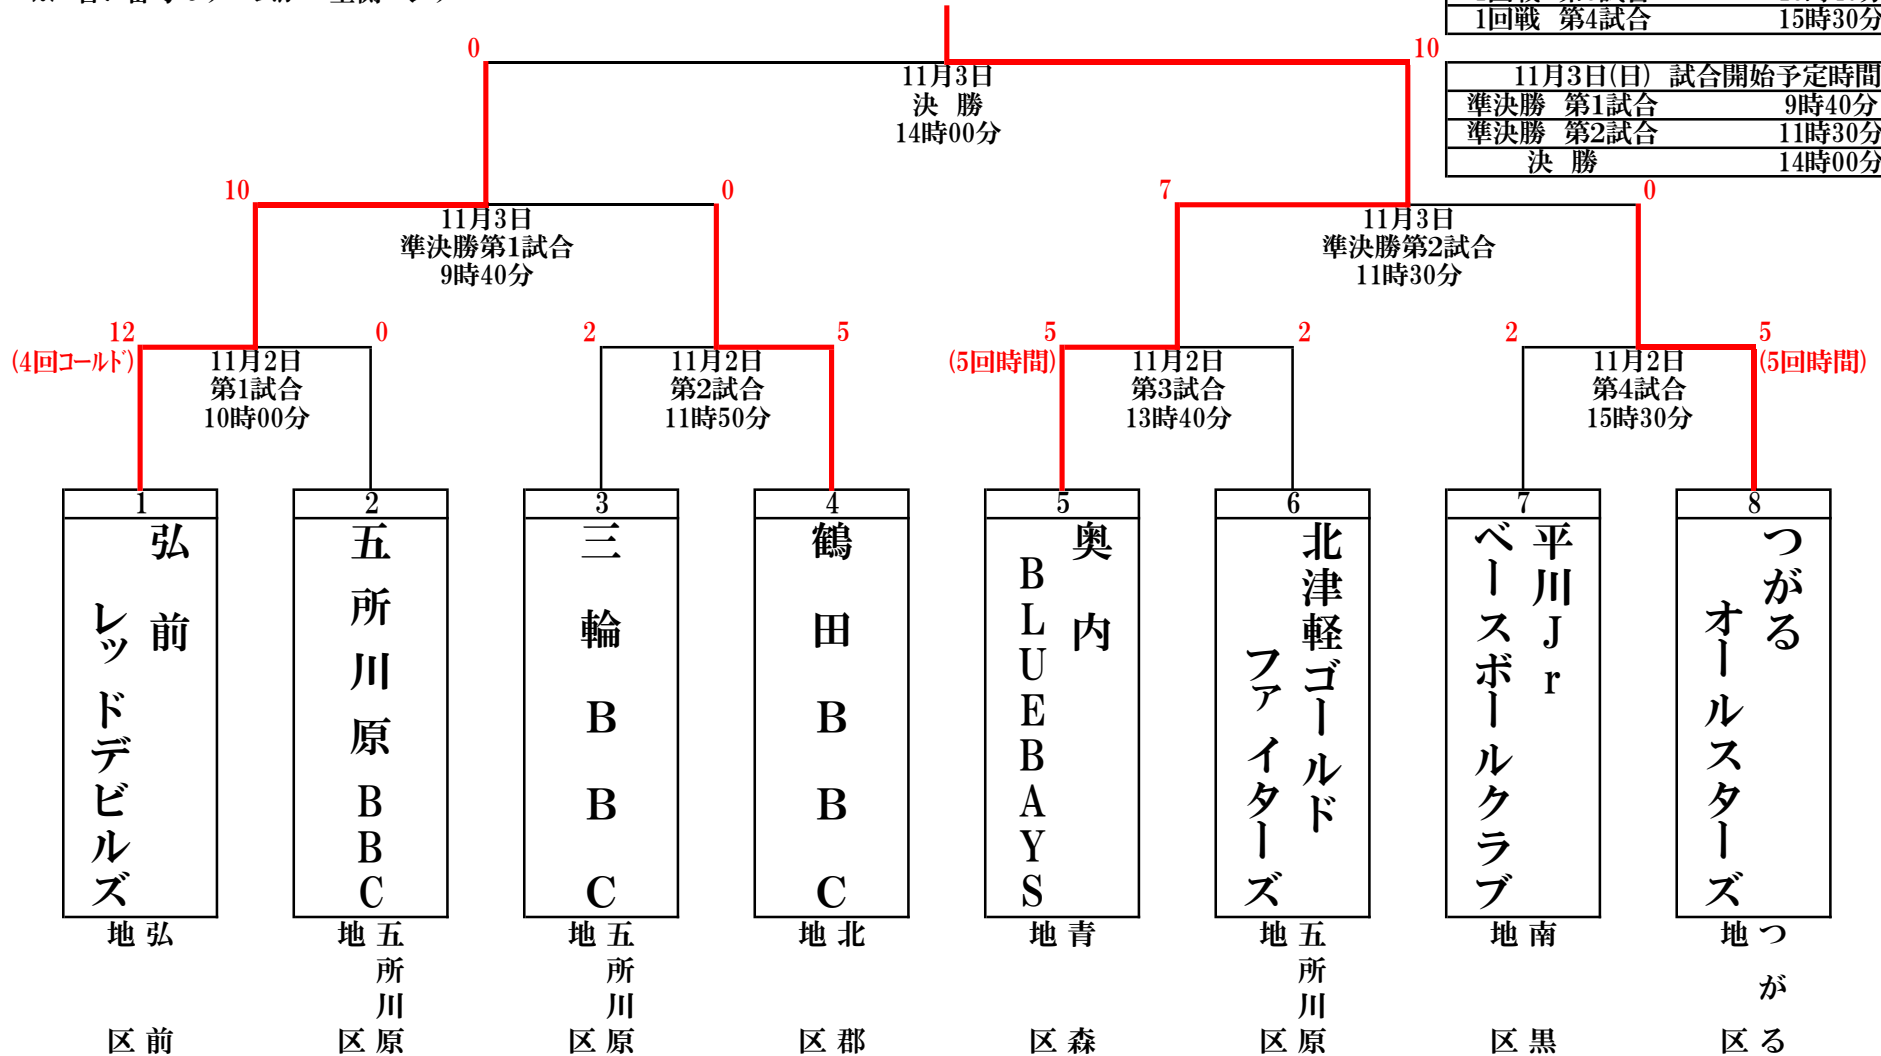 1回戦 第4試合 15時30分
0 10
11月3日
決 勝
14時00分
11月3日(日) 試合開始予定時間
準決勝 第1試合 9時40分
準決勝 第2試合 11時30分
決 勝 14時00分
10 0 7 0
11月3日
準決勝第1試合
9時40分
11月3日
準決勝第2試合
11時30分
12 0 2 5 5 2 2 5
(4回コールド) (5回時間) (5回時間)
11月2日
第1試合
10時00分
11月2日
第2試合
11時50分
11月2日
第3試合
13時40分
11月2日
第4試合
15時30分
1
弘前
レッドデビルズ
弘前
地区
2
五所川原BBC
五所川原
地区
3
三輪BBC
五所川原
地区
4
鶴田BBC
北郡
地区
5
奥内
BLUEBAYS
青森
地区
6
北津軽ゴールド
ファイターズ
五所川原
地区
7
平川Jr
ベースボールクラブ
南黒
地区
8
つがる
オールスターズ
つがる
地区